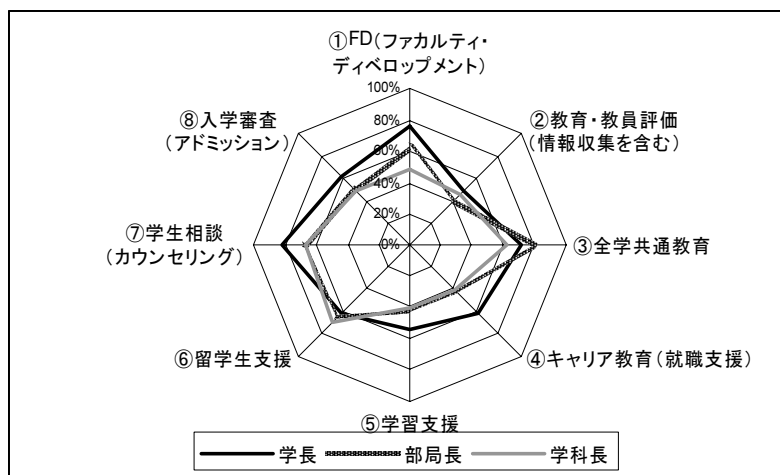 ①FD(ファカルティ・
ディベロップメント)
100%
80%
60%
40%
20%
0%
②教育・教員評価
(情報収集を含む)
③全学共通教育
④キャリア教育(就職支援)
⑤学習支援
⑥留学生支援
⑦学生相談
(カウンセリング)
⑧入学審査
(アドミッション)
学長 部局長 学科長